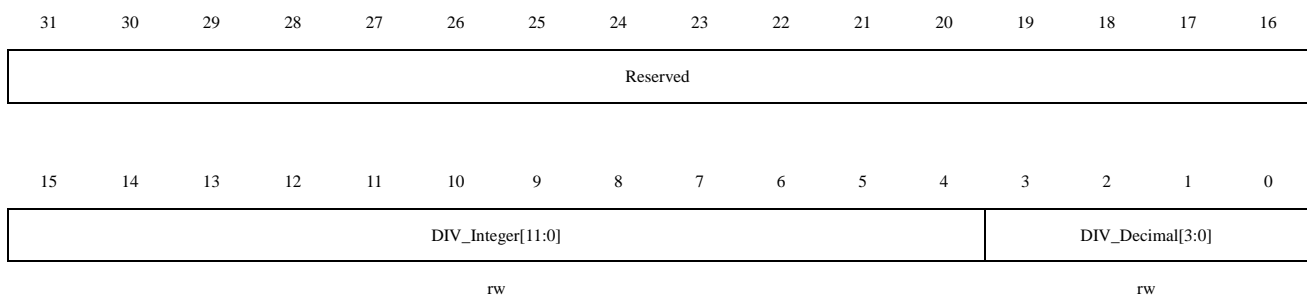 31 30 29 28 27 26 25 24 23 22 21 20 19 18 17 16
Reserved
15 14 13 12 11 10 9 8 7 6 5 4 3 2 1 0
DIV_Integer[11:0] DIV_Decimal[3:0]
rw rw